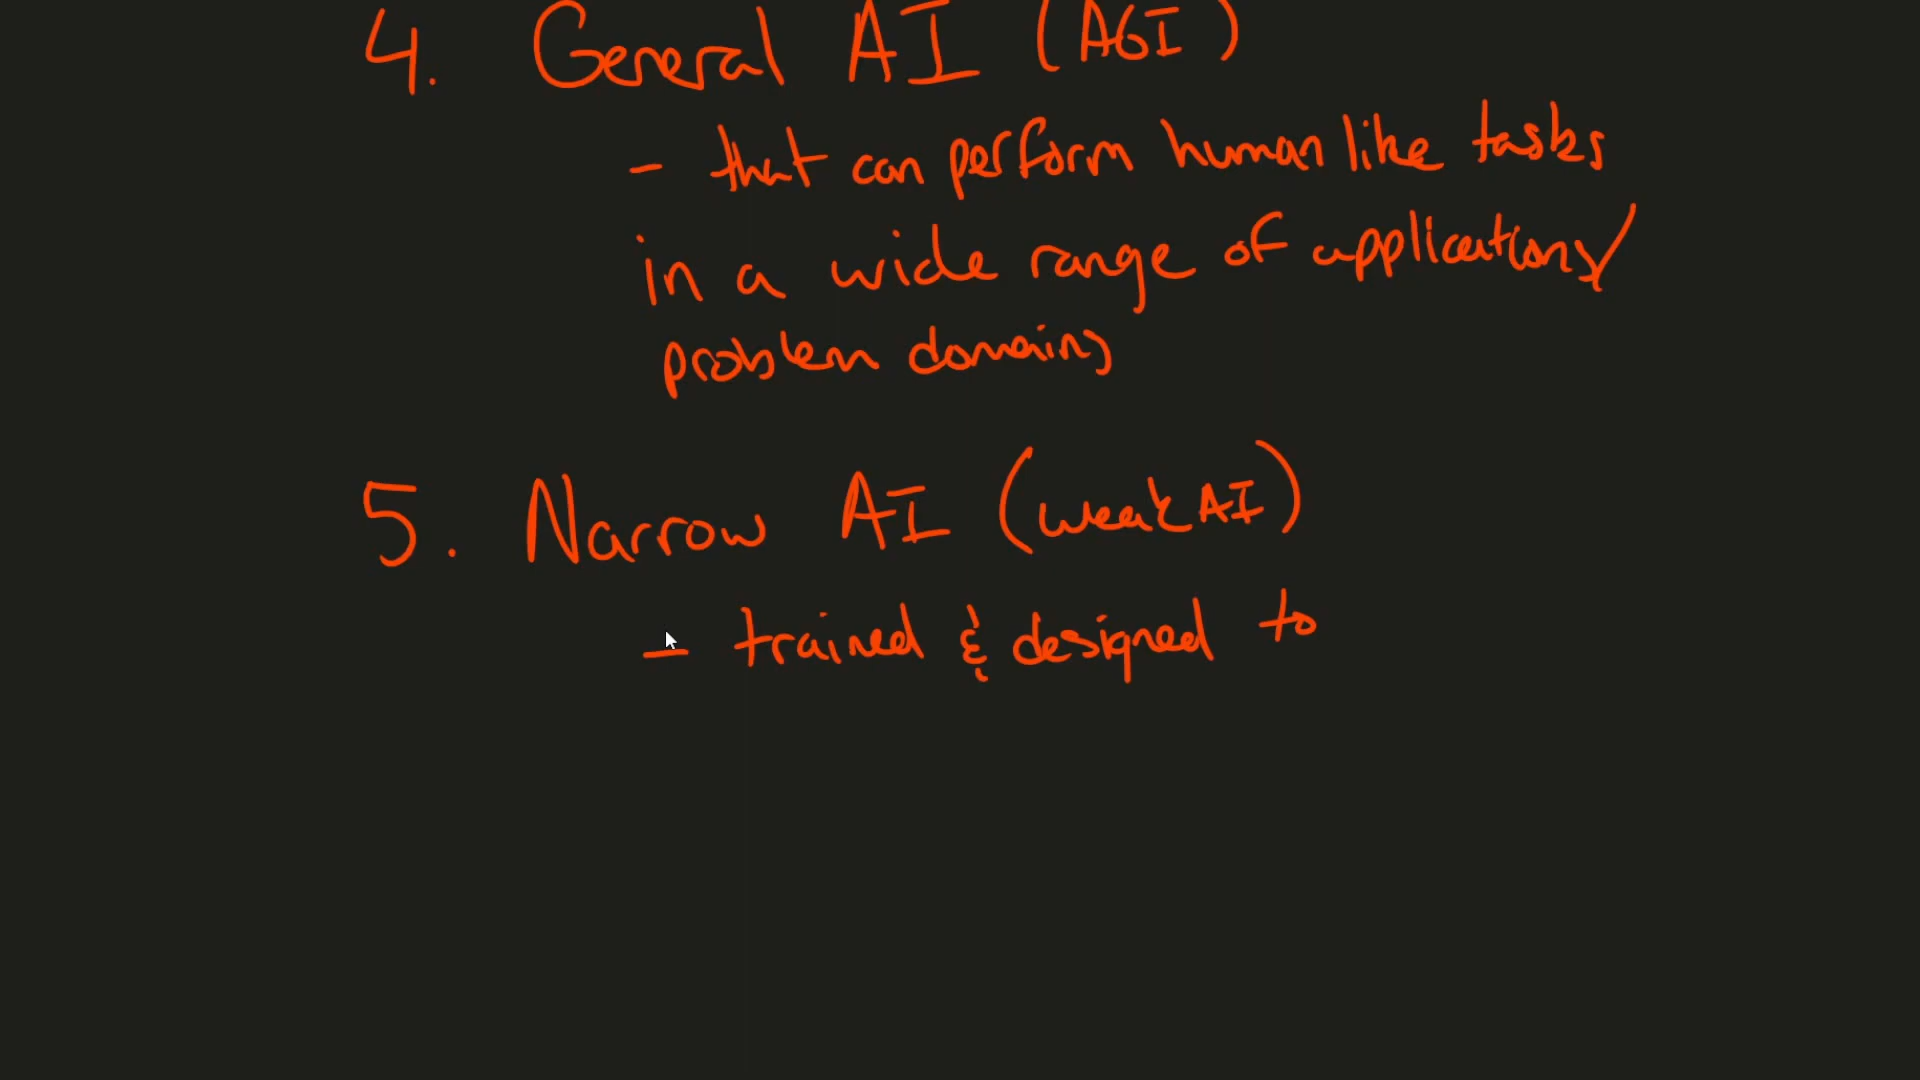 4. General AI (AGI)
- that can perform human like tasks
in a wide range of applications/
problem domains
5. Narrow AI (weak AI)
- trained & designed to